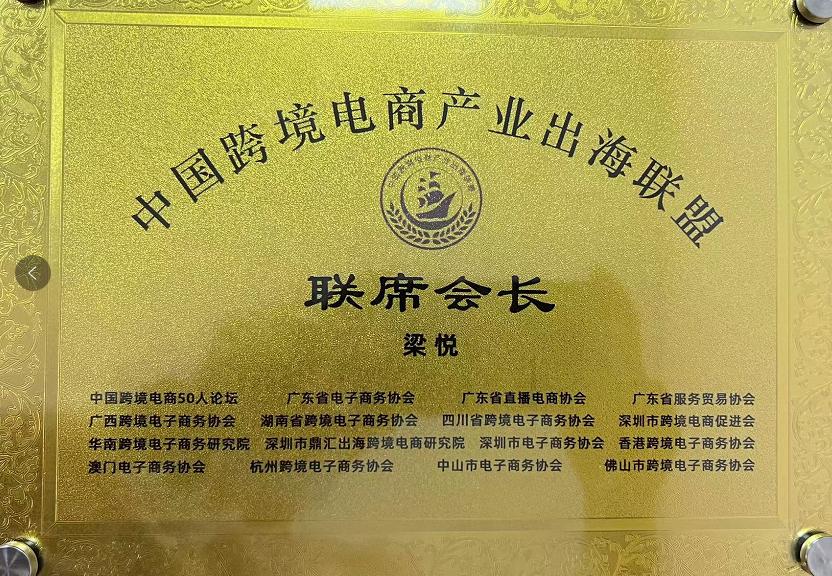 中国跨境电商产业出海联盟
联席会长
梁悦
中国跨境电商50人论坛 广东省电子商务协会 广东省直播电商协会 广东省服务贸易协会
广西跨境电子商务协会 湖南省跨境电子商务协会 四川省跨境电子商务协会 深圳市跨境电商促进会
华南跨境电子商务研究院 深圳市鼎汇出海跨境电商研究院 深圳市电子商务协会 香港跨境电子商务协会
澳门电子商务协会 杭州跨境电子商务协会 中山市电子商务协会 佛山市跨境电子商务协会